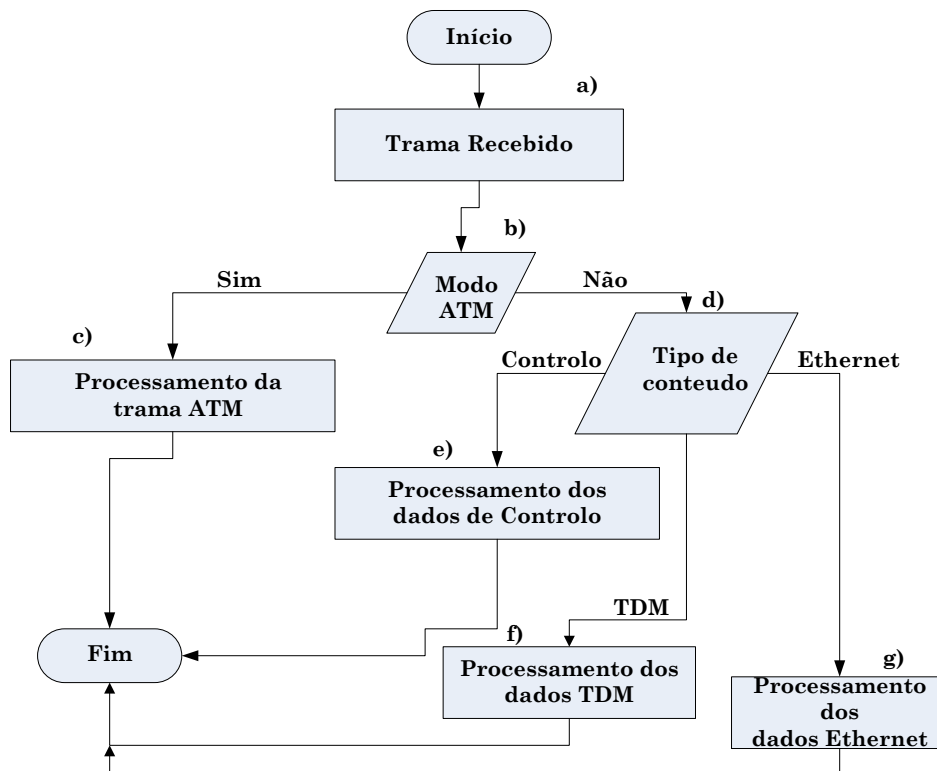 Início
a)
Trama Recebido
b)
Sim
Modo
ATM
Não
d)
c)
Controlo
Tipo de
conteudo
Ethernet
Processamento da
trama ATM
e)
Processamento dos
dados de Controlo
TDM
f)
Fim
Processamento dos
dados TDM
g)
Processamento
dos
dados Ethernet